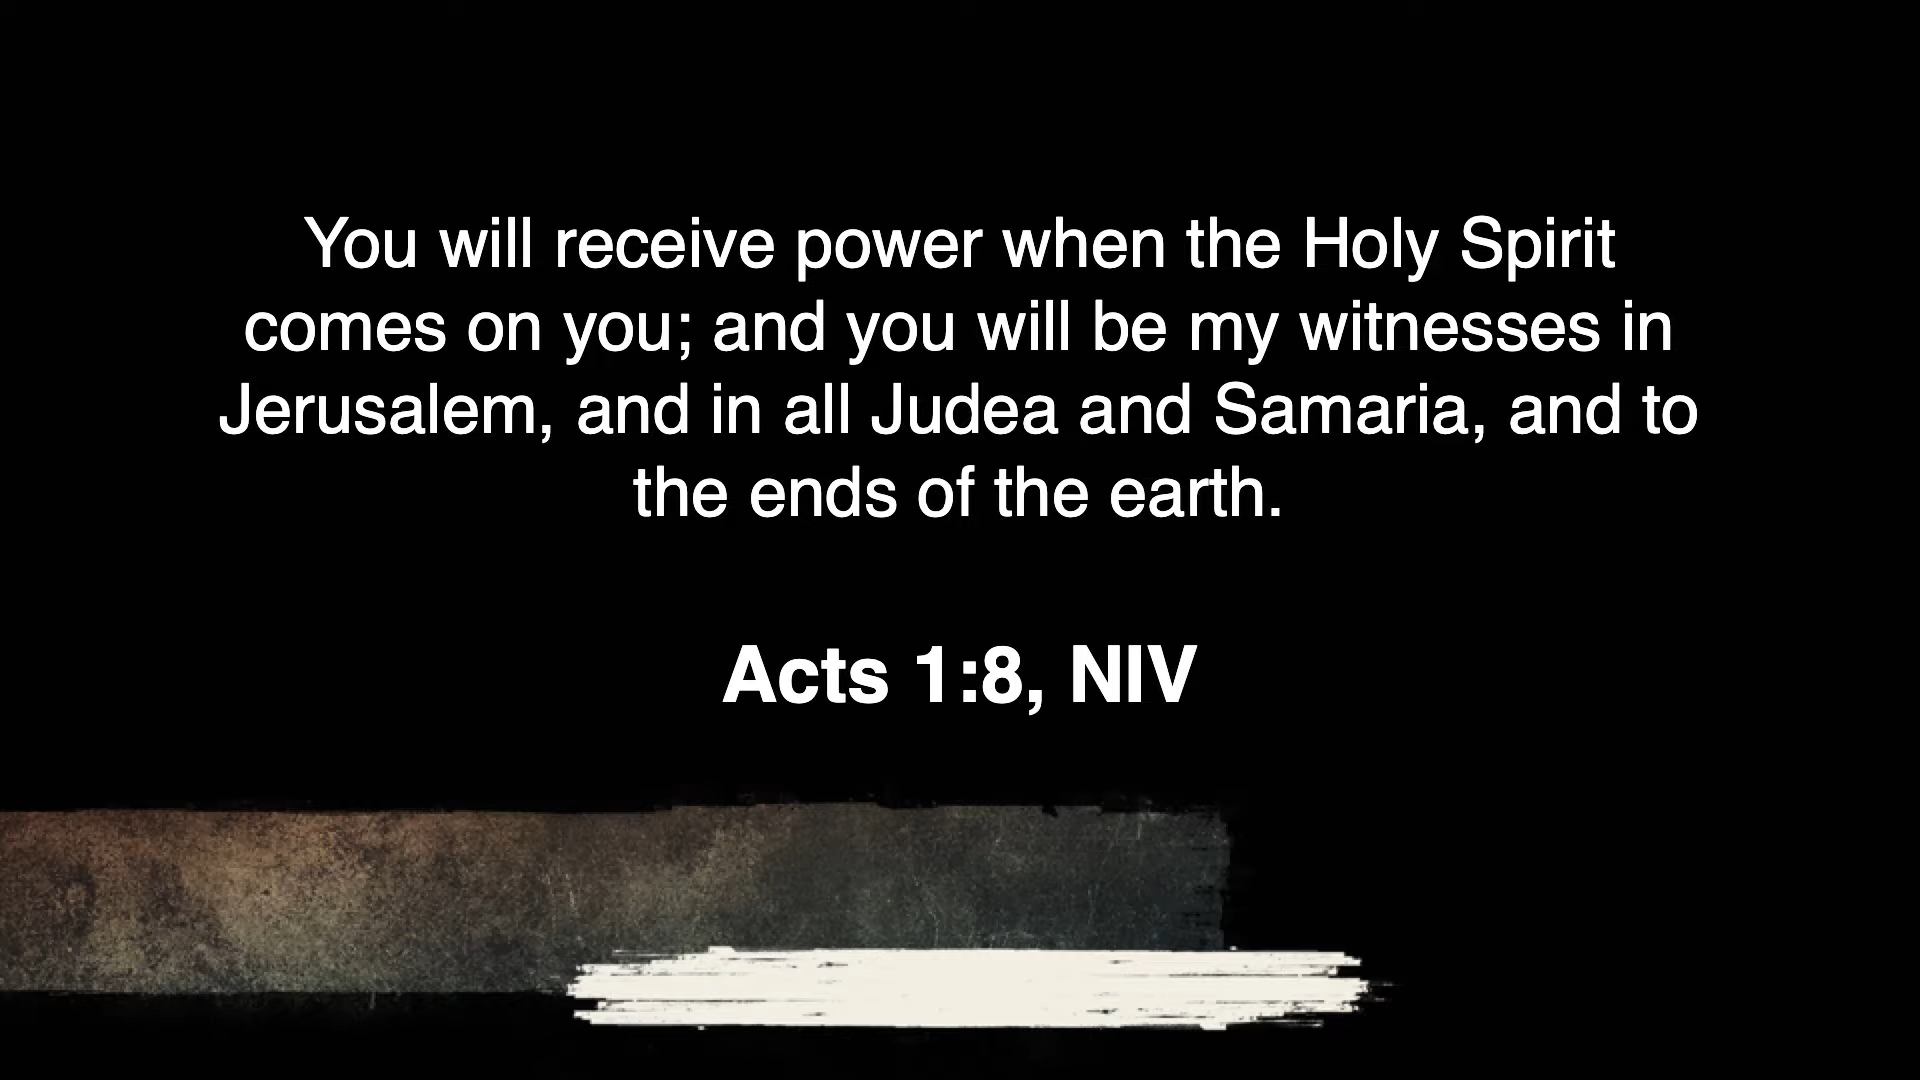 You will receive power when the Holy Spirit
comes on you; and you will be my witnesses in
Jerusalem, and in all Judea and Samaria, and to
the ends of the earth.
Acts 1:8, NIV